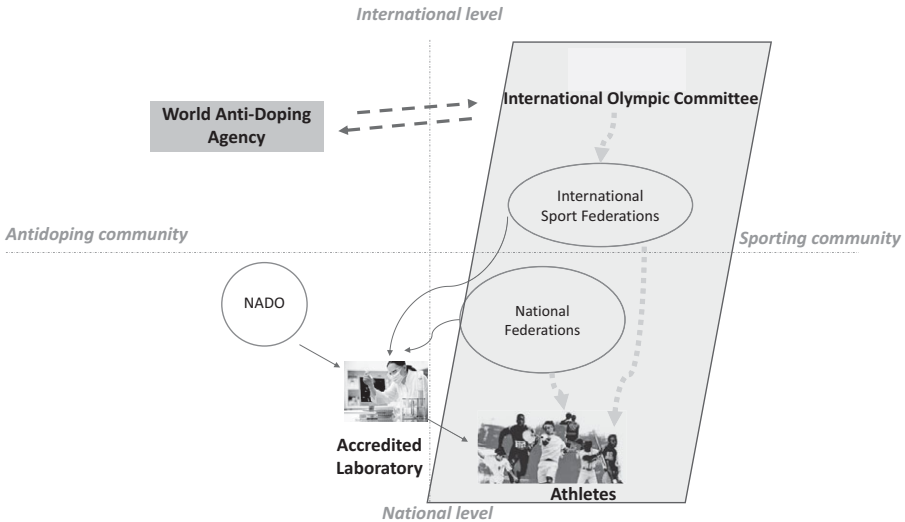 International level
International Olympic Committee
World Anti-Doping
Agency
International
Sport Federations
Antidoping community
Sporting community
NADO
National
Federations
Accredited
Laboratory
Athletes
National level